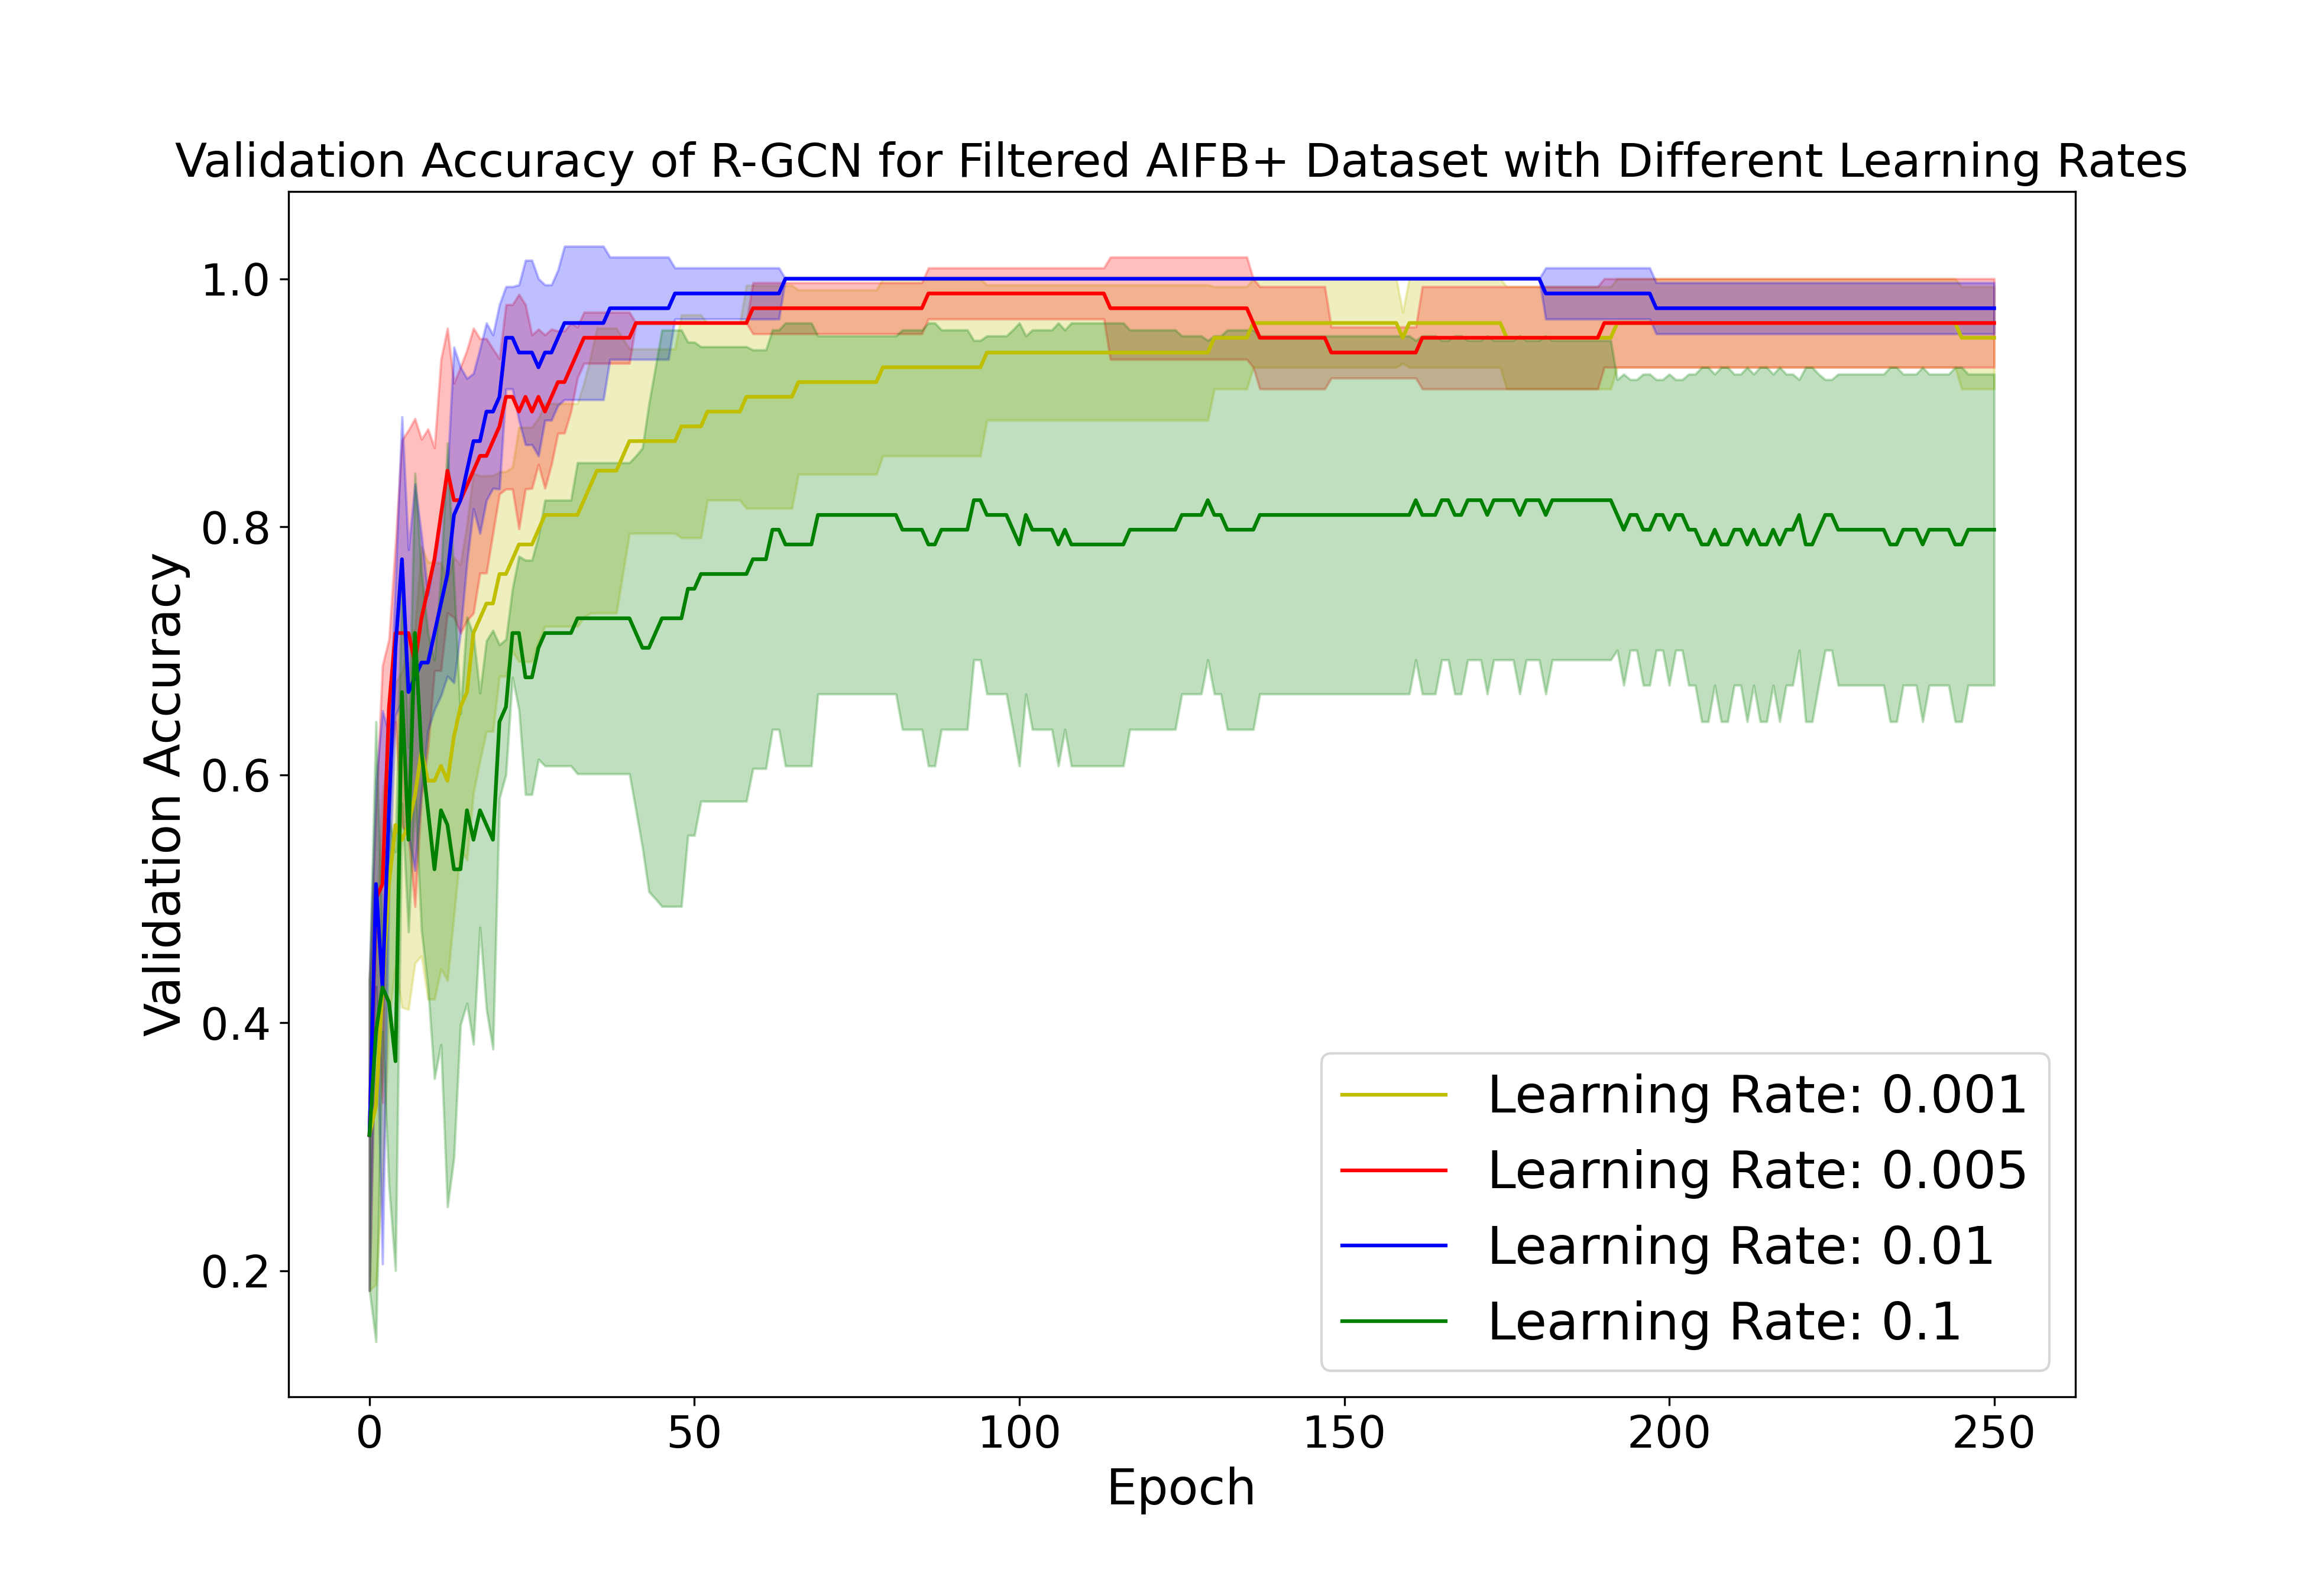 Validation Accuracy of R-GCN for Filtered AIFB+ Dataset with Different Learning Rates
Validation Accuracy
1.0
0.8
0.6
0.4
0.2
Learning Rate: 0.001
Learning Rate: 0.005
Learning Rate: 0.01
Learning Rate: 0.1
0 50 100 150 200 250
Epoch